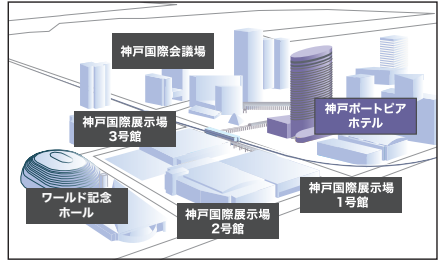 神戸国際会議場
神戸ポートピア
ホテル
神戸国際展示場
3号館
神戸国際展示場
1号館
ワールド記念
ホール
神戸国際展示場
2号館